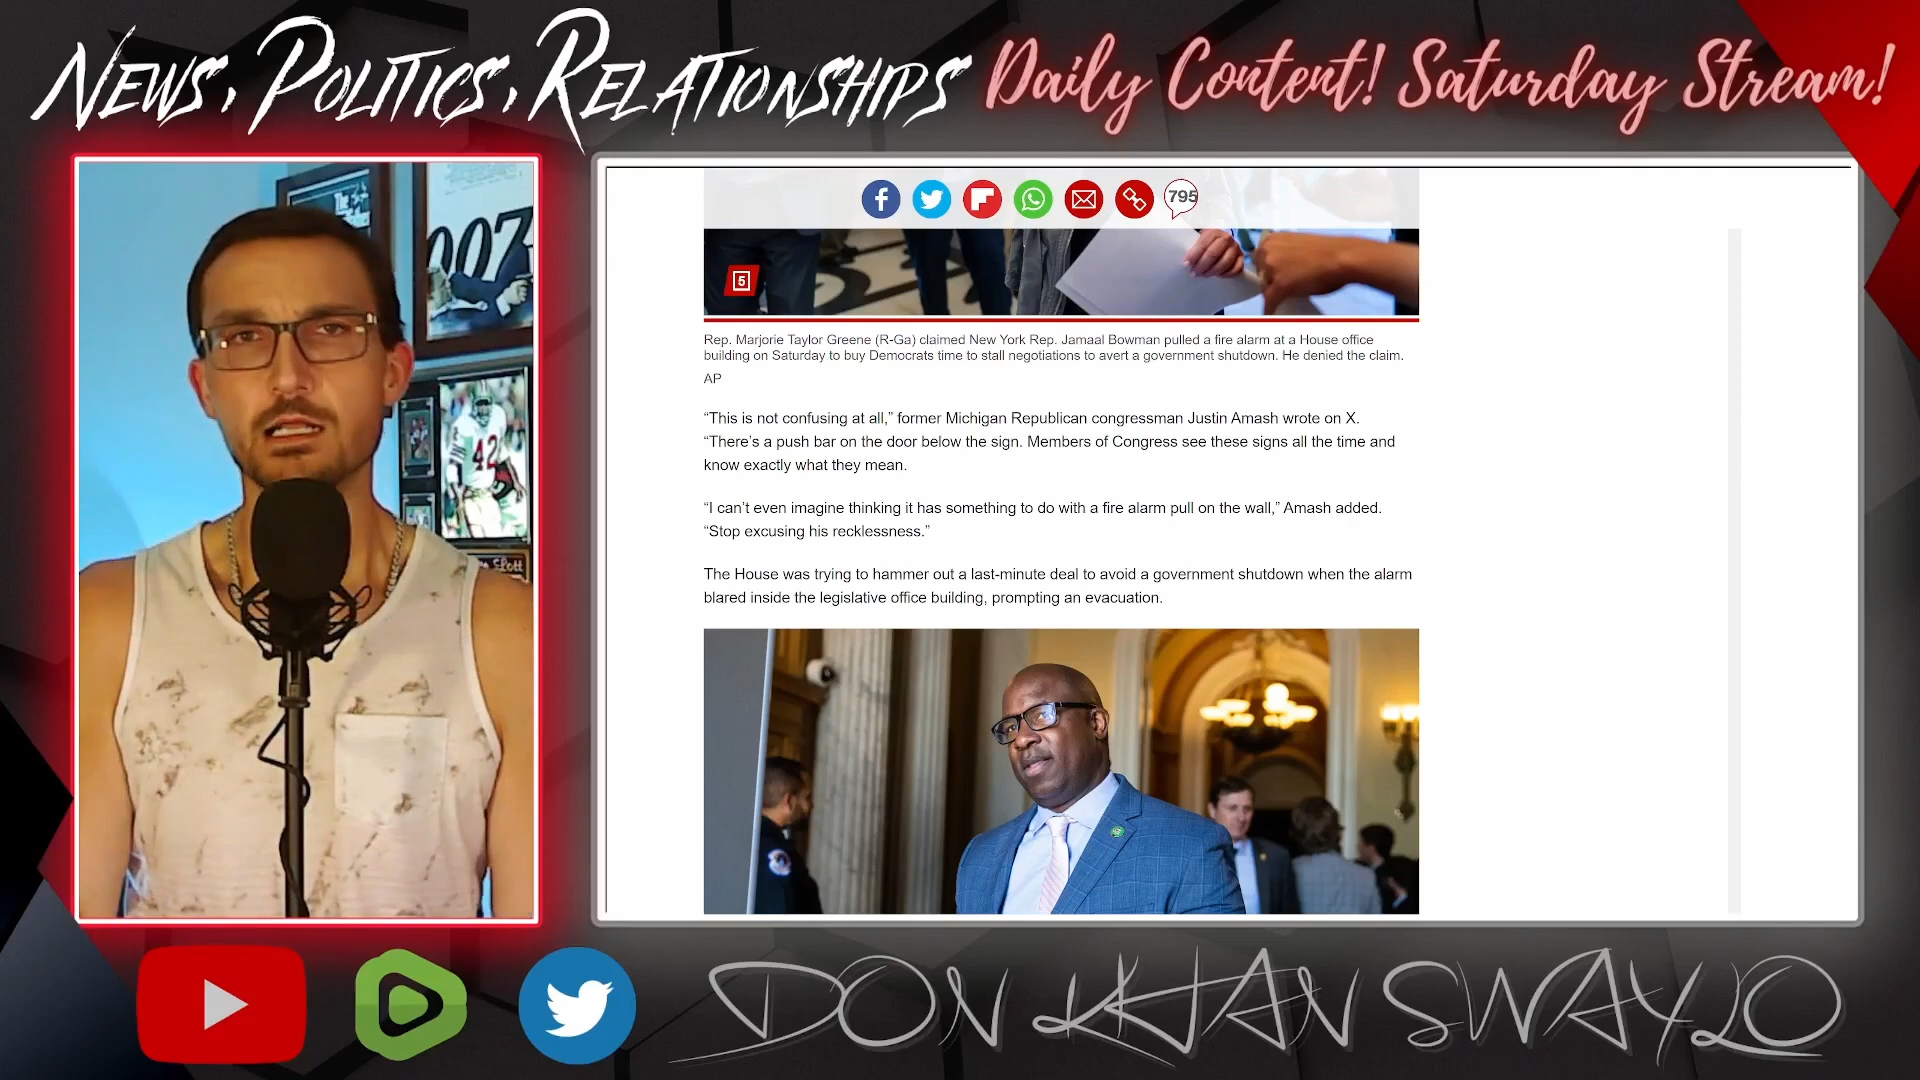 News, Politics, Relationships
Daily Content! Saturday Stream!
007
The
42
Lott
795
5
Rep. Marjorie Taylor Greene (R-Ga) claimed New York Rep. Jamaal Bowman pulled a fire alarm at a House office
building on Saturday to buy Democrats time to stall negotiations to avert a government shutdown. He denied the claim.
AP
“This is not confusing at all,” former Michigan Republican congressman Justin Amash wrote on X.
“There’s a push bar on the door below the sign. Members of Congress see these signs all the time and
know exactly what they mean.
“I can’t even imagine thinking it has something to do with a fire alarm pull on the wall,” Amash added.
“Stop excusing his recklessness.”
The House was trying to hammer out a last-minute deal to avoid a government shutdown when the alarm
blared inside the legislative office building, prompting an evacuation.
DON KHAN SWAYLO